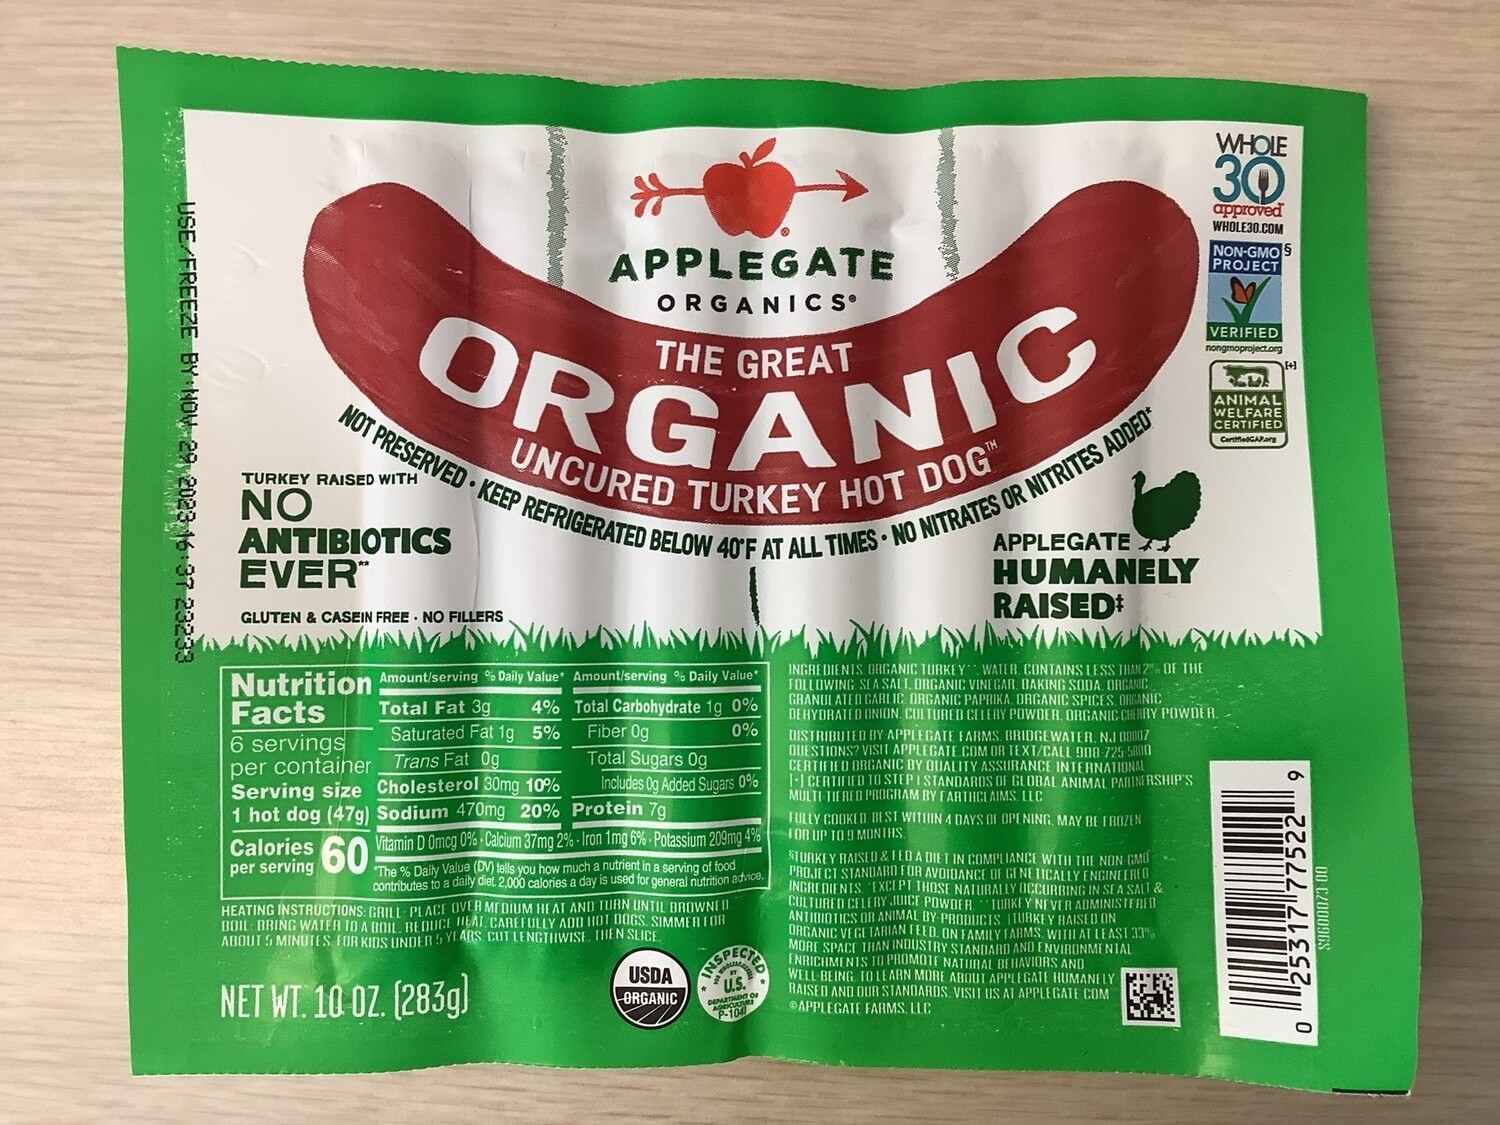 WHOLE
30
approved™
WHOLE30.COM
NON-GMO §
PROJECT
VERIFIED
nongmoproject.org
[+]
ANIMAL
WELFARE
CERTIFIED
CertifiedGAP.org
APPLEGATE
ORGANICS®
THE GREAT
ORGANIC
UNCURED TURKEY HOT DOG™
NOT PRESERVED • KEEP REFRIGERATED BELOW 40°F AT ALL TIMES • NO NITRATES OR NITRITES ADDED*
USE/FREEZE BY: NOV 29 2023 16:37 23233
TURKEY RAISED WITH
NO
ANTIBIOTICS
EVER**
GLUTEN & CASEIN FREE • NO FILLERS
APPLEGATE
HUMANELY
RAISED‡
Nutrition
Facts
6 servings
per container
Serving size
1 hot dog (47g)
Calories
per serving 60
Amount/serving % Daily Value*
Total Fat 3g 4%
Saturated Fat 1g 5%
Trans Fat 0g
Cholesterol 30mg 10%
Sodium 470mg 20%
Amount/serving % Daily Value*
Total Carbohydrate 1g 0%
Fiber 0g 0%
Total Sugars 0g
Includes 0g Added Sugars 0%
Protein 7g
Vitamin D 0mcg 0% • Calcium 37mg 2% • Iron 1mg 6% • Potassium 209mg 4%
*The % Daily Value (DV) tells you how much a nutrient in a serving of food
contributes to a daily diet. 2,000 calories a day is used for general nutrition advice.
HEATING INSTRUCTIONS: GRILL: PLACE OVER MEDIUM HEAT AND TURN UNTIL BROWNED.
BOIL: BRING WATER TO A BOIL. REDUCE HEAT. CAREFULLY ADD HOT DOGS. SIMMER FOR
ABOUT 5 MINUTES. FOR KIDS UNDER 5 YEARS, CUT LENGTHWISE, THEN SLICE.
NET WT. 10 OZ. (283g)
USDA
ORGANIC
INSPECTED
BY
U.S.
DEPARTMENT OF
AGRICULTURE
P-1041
INGREDIENTS: ORGANIC TURKEY**, WATER. CONTAINS LESS THAN 2% OF THE
FOLLOWING: SEA SALT, ORGANIC VINEGAR, BAKING SODA, ORGANIC
GRANULATED GARLIC, ORGANIC PAPRIKA, ORGANIC SPICES, ORGANIC
DEHYDRATED ONION, CULTURED CELERY POWDER, ORGANIC CHERRY POWDER.
DISTRIBUTED BY APPLEGATE FARMS, BRIDGEWATER, NJ 08807
QUESTIONS? VISIT APPLEGATE.COM OR TEXT/CALL 908-725-5800
CERTIFIED ORGANIC BY QUALITY ASSURANCE INTERNATIONAL
[+] CERTIFIED TO STEP 1 STANDARDS OF GLOBAL ANIMAL PARTNERSHIP'S
MULTI-TIERED PROGRAM BY EARTHCLAIMS, LLC
FULLY COOKED. BEST WITHIN 4 DAYS OF OPENING. MAY BE FROZEN
FOR UP TO 9 MONTHS.
§TURKEY RAISED & FED A DIET IN COMPLIANCE WITH THE NON-GMO
PROJECT STANDARD FOR AVOIDANCE OF GENETICALLY ENGINEERED
INGREDIENTS. *EXCEPT THOSE NATURALLY OCCURRING IN SEA SALT &
CULTURED CELERY JUICE POWDER. **TURKEY NEVER ADMINISTERED
ANTIBIOTICS OR ANIMAL BY-PRODUCTS. ‡TURKEY RAISED ON
ORGANIC VEGETARIAN FEED, ON FAMILY FARMS, WITH AT LEAST 33%
MORE SPACE THAN INDUSTRY STANDARD AND ENVIRONMENTAL
ENRICHMENTS TO PROMOTE NATURAL BEHAVIORS AND
WELL-BEING. TO LEARN MORE ABOUT APPLEGATE HUMANELY
RAISED AND OUR STANDARDS, VISIT US AT APPLEGATE.COM
©APPLEGATE FARMS, LLC
0 25317 77522 9